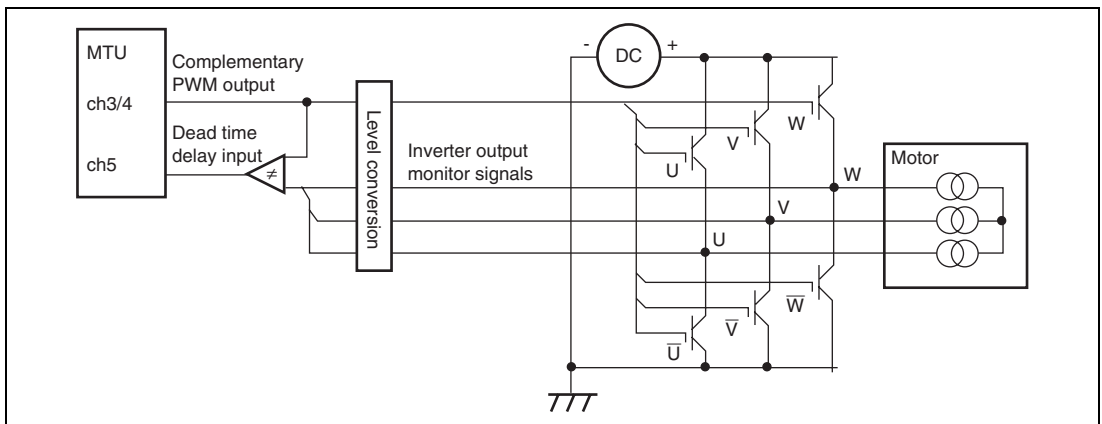 MTU
ch3/4
ch5
Complementary
PWM output
Dead time
delay input
≠
Level conversion
Inverter output
monitor signals
- DC +
W
V
U
W
V
U
W̅
V̅
U̅
Motor